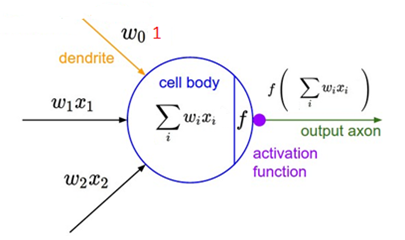 w₀ 1
dendrite
cell body
f ( ∑ᵢ wᵢxᵢ )
w₁x₁
∑ᵢ wᵢxᵢ
f
output axon
activation
function
w₂x₂